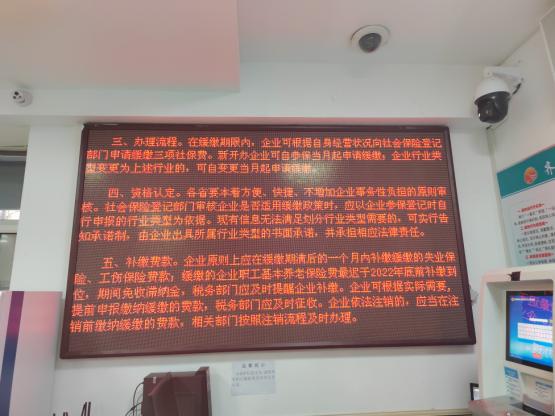 三、办理流程。在缓缴期限内，企业可根据自身经营状况向社会保险登记
部门申请缓缴三项社保费。新开办企业可自参保当月起申请缓缴；企业行业类
型变更为上述行业的，可自变更当月起申请缓缴。
四、资格认定。各省要本着方便、快捷、不增加企业事务性负担的原则审
核。社会保险登记部门审核企业是否适用缓缴政策时，应以企业参保登记时自
行申报的行业类型为依据。现有信息无法满足划分行业类型需要的，可实行告
知承诺制，由企业出具所属行业类型的书面承诺，并承担相应法律责任。
五、补缴费款。企业原则上应在缓缴期满后的一个月内补缴缓缴的失业保
险、工伤保险费款；缓缴的企业职工基本养老保险费最迟于2022年底前补缴到
位，期间免收滞纳金，税务部门应及时提醒企业补缴。企业可根据实际需要，
提前申报缴纳缓缴的费款，税务部门应及时征收。企业依法注销的，应当在注
销前缴纳缓缴的费款，相关部门按照注销流程及时办理。